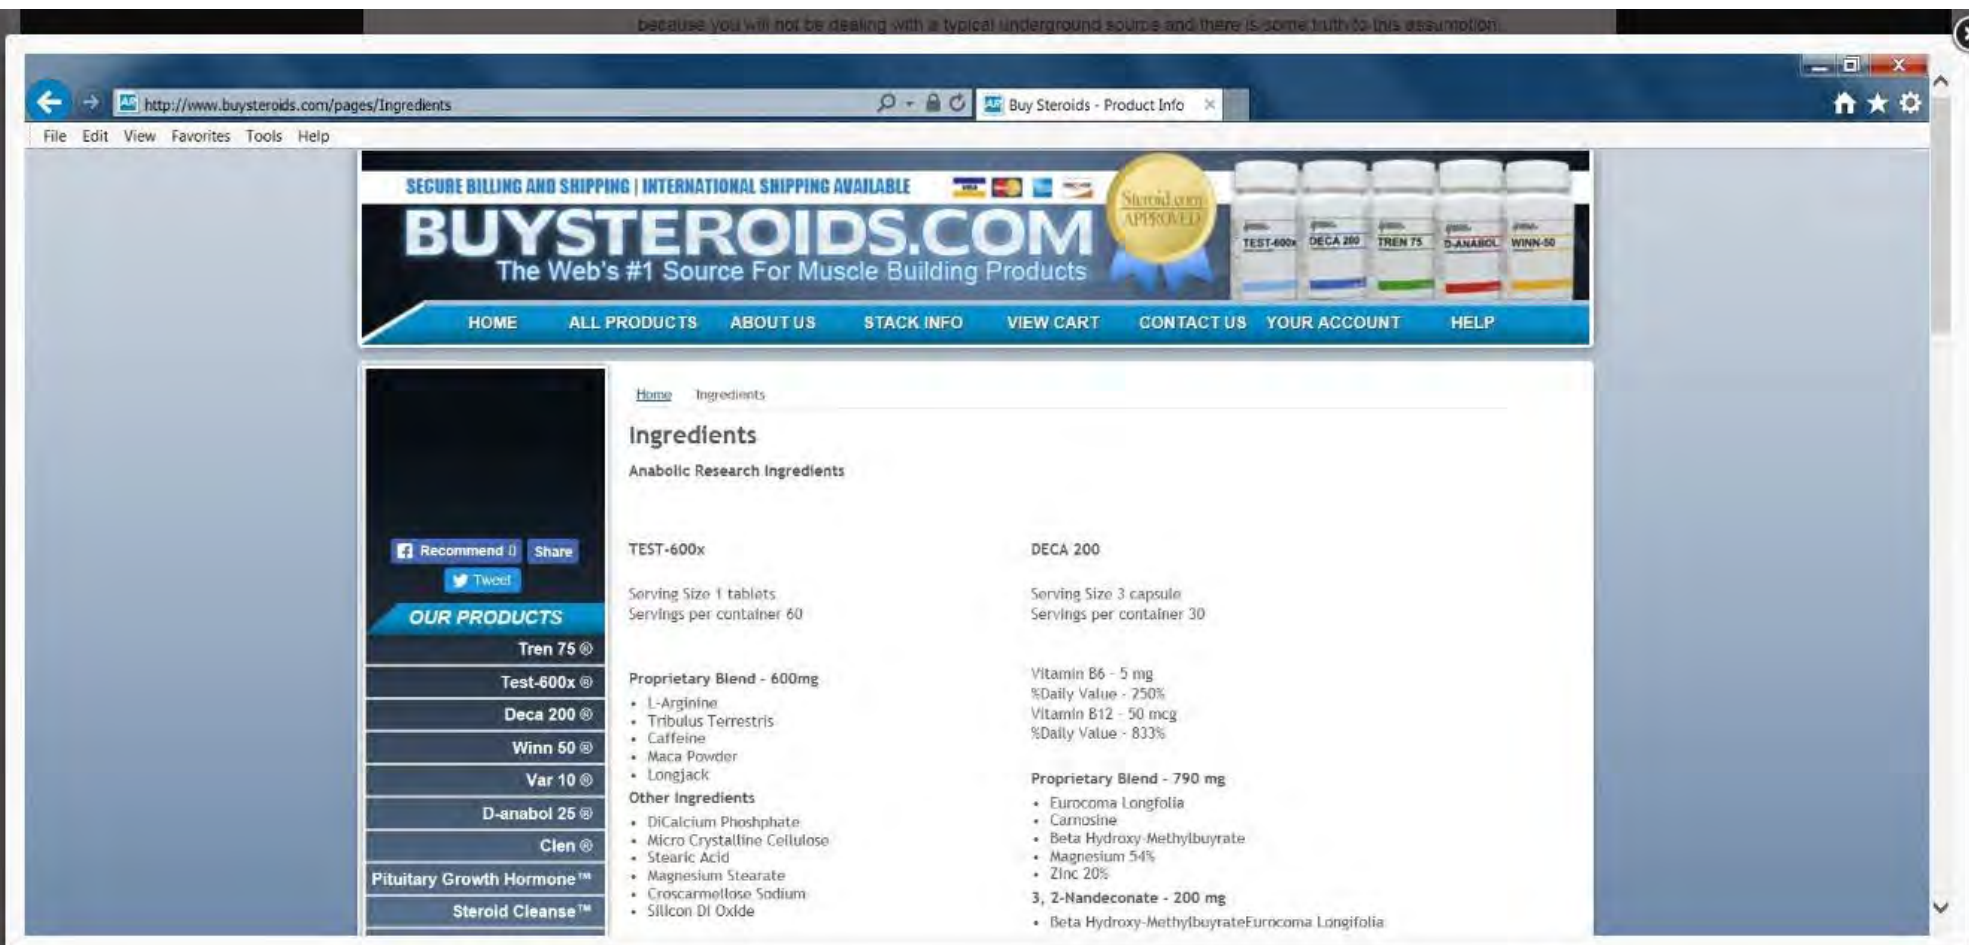 because you will not be dealing with a typical underground source and there is some truth to this assumption.
http://www.buysteroids.com/pages/Ingredients
Buy Steroids - Product Info
File Edit View Favorites Tools Help
SECURE BILLING AND SHIPPING | INTERNATIONAL SHIPPING AVAILABLE
VISA
Steroid.com
APPROVED
BUYSTEROIDS.COM
The Web's #1 Source For Muscle Building Products
TEST-600x
DECA 200
TREN 75
D-ANABOL
WINN-50
HOME ALL PRODUCTS ABOUT US STACK INFO VIEW CART CONTACT US YOUR ACCOUNT HELP
Recommend 0 Share
Tweet
OUR PRODUCTS
Tren 75 ®
Test-600x ®
Deca 200 ®
Winn 50 ®
Var 10 ®
D-anabol 25 ®
Clen ®
Pituitary Growth Hormone™
Steroid Cleanse™
Home Ingredients
Ingredients
Anabolic Research Ingredients
TEST-600x
Serving Size 1 tablets
Servings per container 60
Proprietary Blend - 600mg
• L-Arginine
• Tribulus Terrestris
• Caffeine
• Maca Powder
• Longjack
Other Ingredients
• DiCalcium Phoshphate
• Micro Crystalline Cellulose
• Stearic Acid
• Magnesium Stearate
• Croscarmellose Sodium
• Silicon Di Oxide
DECA 200
Serving Size 3 capsule
Servings per container 30
Vitamin B6 - 5 mg
%Daily Value - 250%
Vitamin B12 - 50 mcg
%Daily Value - 833%
Proprietary Blend - 790 mg
• Eurocoma Longfolia
• Carnosine
• Beta Hydroxy-Methylbuyrate
• Magnesium 54%
• Zinc 20%
3, 2-Nandeconate - 200 mg
• Beta Hydroxy-MethylbuyrateEurocoma Longifolia